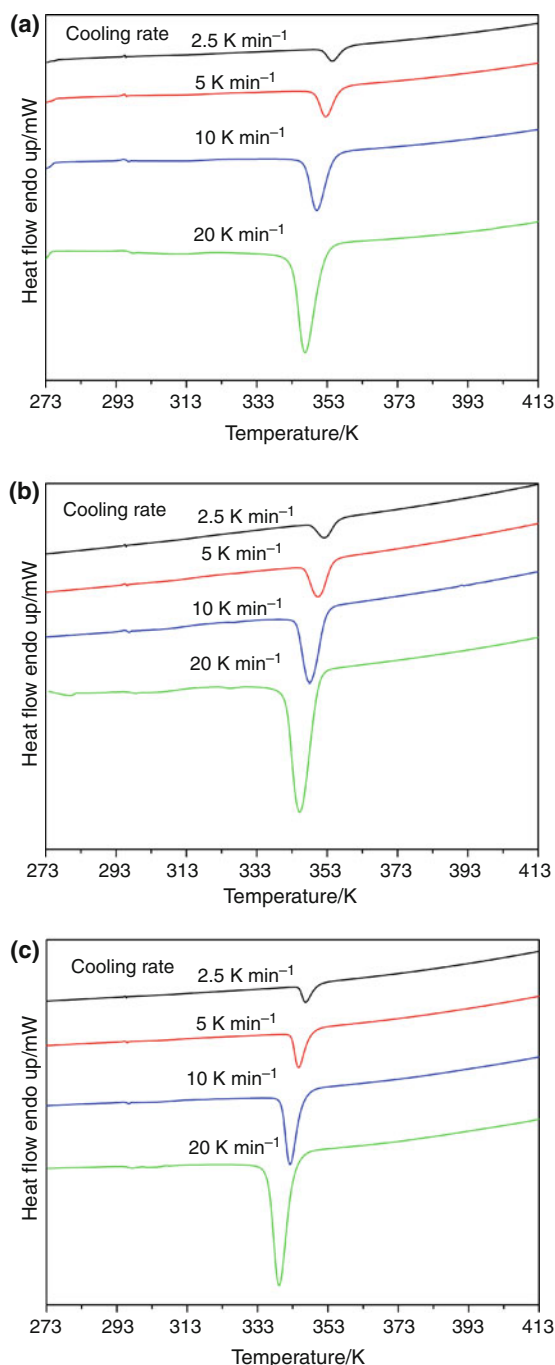 (a)
Cooling rate
2.5 K min⁻¹
5 K min⁻¹
10 K min⁻¹
20 K min⁻¹
Heat flow endo up/mW
273 293 313 333 353 373 393 413
Temperature/K
(b)
Cooling rate
2.5 K min⁻¹
5 K min⁻¹
10 K min⁻¹
20 K min⁻¹
Heat flow endo up/mW
273 293 313 333 353 373 393 413
Temperature/K
(c)
Cooling rate
2.5 K min⁻¹
5 K min⁻¹
10 K min⁻¹
20 K min⁻¹
Heat flow endo up/mW
273 293 313 333 353 373 393 413
Temperature/K